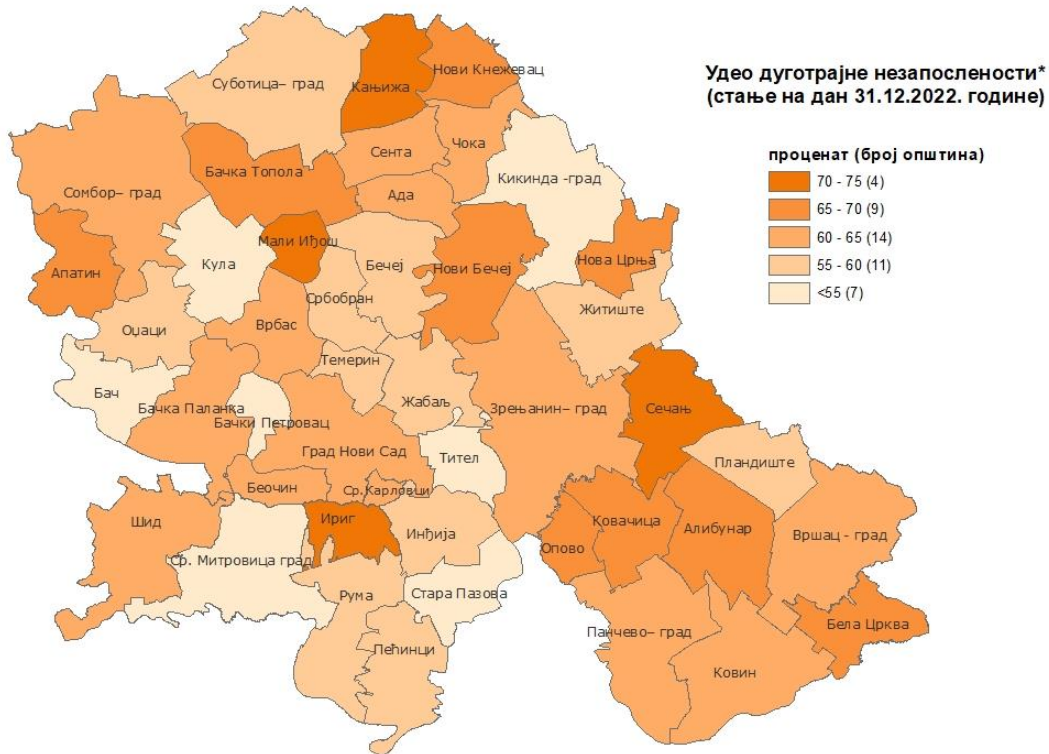 Удео дуготрајне незапослености*
(стање на дан 31.12.2022. године)
проценат (број општина)
70 - 75 (4)
65 - 70 (9)
60 - 65 (14)
55 - 60 (11)
<55 (7)
Суботица– град
Кањижа
Нови Кнежевац
Сента
Чока
Бачка Топола
Кикинда -град
Сомбор– град
Ада
Мали Иђош
Бечеј
Нови Бечеј
Нова Црња
Апатин
Кула
Србобран
Житиште
Оџаци
Врбас
Темерин
Бач
Жабаљ
Бачка Паланка
Зрењанин– град
Сечањ
Бачки Петровац
Град Нови Сад
Тител
Пландиште
Беочин
Ср.Карловци
Шид
Ириг
Инђија
Ковачица
Алибунар
Вршац - град
Опово
Ср. Митровица град
Рума
Стара Пазова
Бела Црква
Панчево– град
Пећинци
Ковин